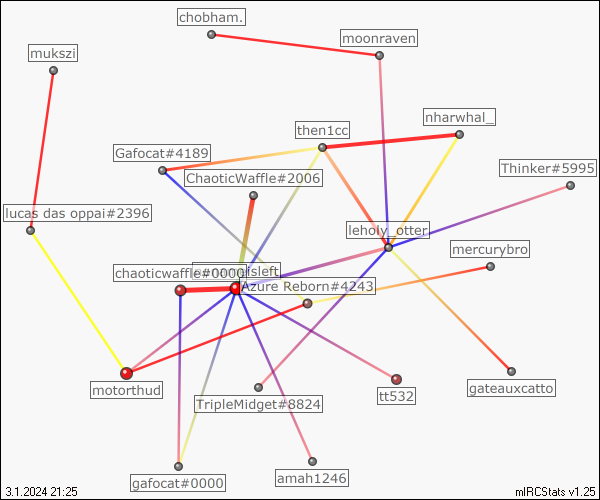 chobham.
moonraven
mukszi
nharwhal_
then1cc
Gafocat#4189
Thinker#5995
ChaoticWaffle#2006
lucas das oppai#2396
leholy_otter
mercurybro
chaoticwaffle#0000
Azure Reborn#4243
motorthud
tt532
gateauxcatto
TripleMidget#8824
amah1246
gafocat#0000
3.1.2024 21:25
mIRCStats v1.25